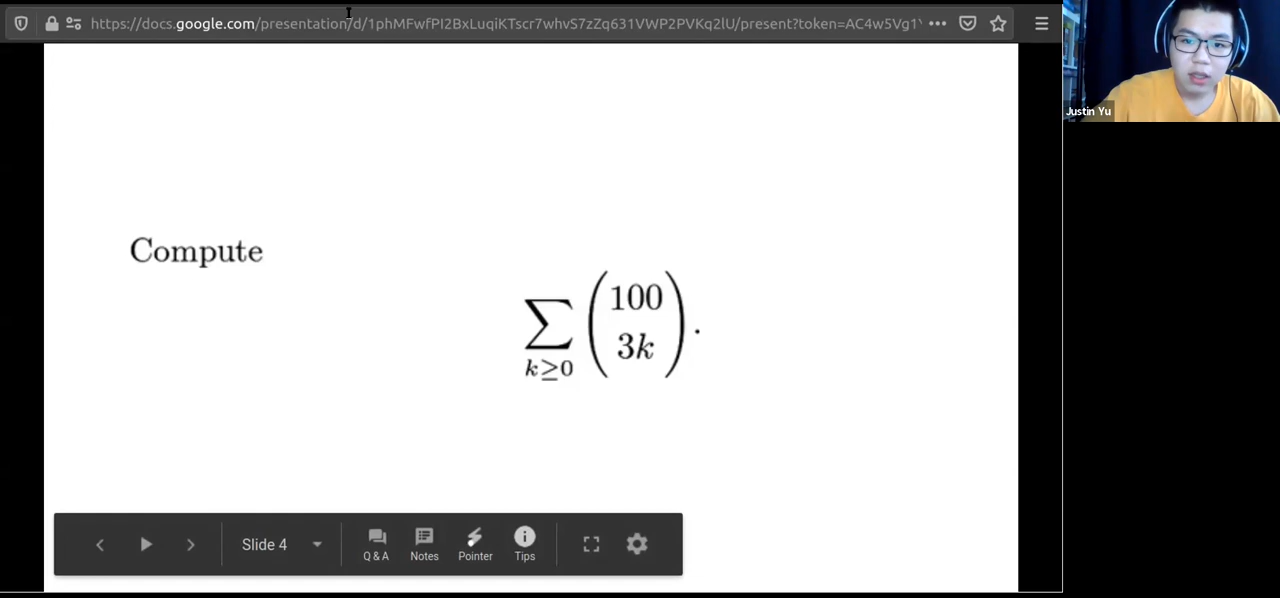 https://docs.google.com/presentation/d/1phMFwfPI2BxLuqiKTscr7whvS7zZq631VWP2PVKq2lU/present?token=AC4w5Vg1
Justin Yu
Compute
∑
k≥0
(100
3k)
.
Slide 4
Q & A
Notes
Pointer
Tips